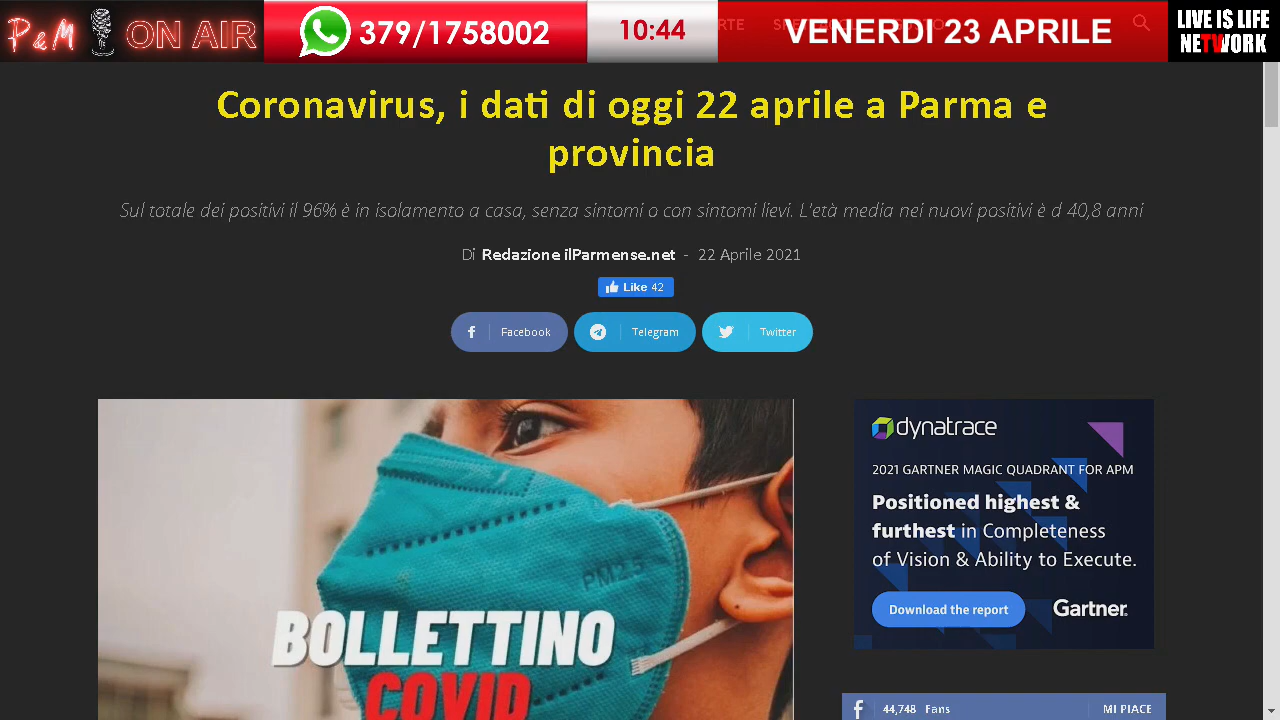 P&M ON AIR
379/1758002
10:44
VENERDI 23 APRILE
LIVE IS LIFE
NETWORK
Coronavirus, i dati di oggi 22 aprile a Parma e
provincia
Sul totale dei positivi il 96% è in isolamento a casa, senza sintomi o con sintomi lievi. L'età media nei nuovi positivi è d 40,8 anni
Di Redazione ilParmense.net - 22 Aprile 2021
Like 42
Facebook
Telegram
Twitter
PM2.5
BOLLETTINO
COVID
dynatrace
2021 GARTNER MAGIC QUADRANT FOR APM
Positioned highest &
furthest in Completeness
of Vision & Ability to Execute.
Download the report
Gartner
44,748 Fans
MI PIACE